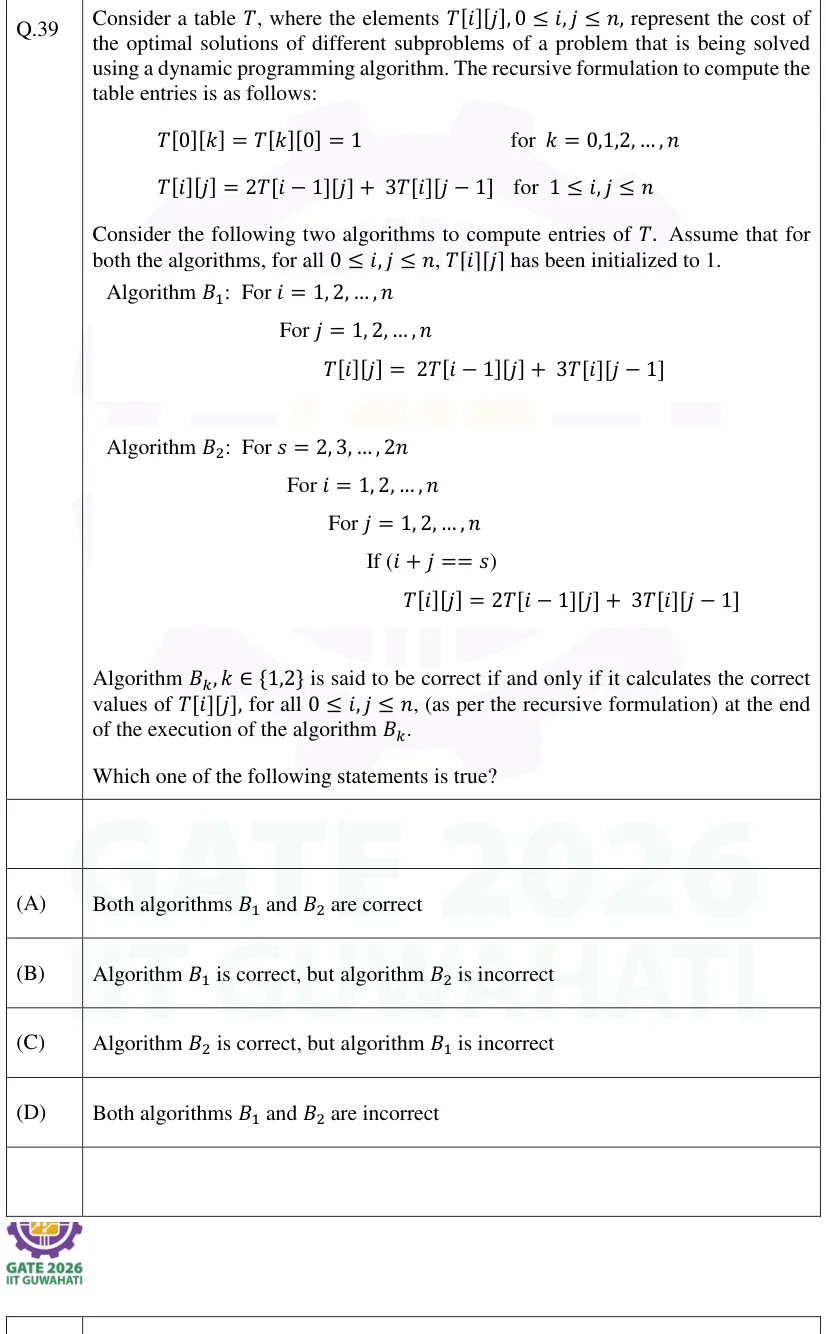 Q.39
Consider a table T, where the elements T[i][j], 0 ≤ i, j ≤ n, represent the cost of
the optimal solutions of different subproblems of a problem that is being solved
using a dynamic programming algorithm. The recursive formulation to compute the
table entries is as follows:
T[0][k] = T[k][0] = 1 for k = 0,1,2, … , n
T[i][j] = 2T[i − 1][j] + 3T[i][j − 1] for 1 ≤ i, j ≤ n
Consider the following two algorithms to compute entries of T. Assume that for
both the algorithms, for all 0 ≤ i, j ≤ n, T[i][j] has been initialized to 1.
Algorithm B₁: For i = 1, 2, … , n
For j = 1, 2, … , n
T[i][j] = 2T[i − 1][j] + 3T[i][j − 1]
Algorithm B₂: For s = 2, 3, … , 2n
For i = 1, 2, … , n
For j = 1, 2, … , n
If (i + j == s)
T[i][j] = 2T[i − 1][j] + 3T[i][j − 1]
Algorithm Bₖ, k ∈ {1,2} is said to be correct if and only if it calculates the correct
values of T[i][j], for all 0 ≤ i, j ≤ n, (as per the recursive formulation) at the end
of the execution of the algorithm Bₖ.
Which one of the following statements is true?
GATE 2026
IIT GUWAHATI
(A) Both algorithms B₁ and B₂ are correct
(B) Algorithm B₁ is correct, but algorithm B₂ is incorrect
(C) Algorithm B₂ is correct, but algorithm B₁ is incorrect
(D) Both algorithms B₁ and B₂ are incorrect
GATE 2026
IIT GUWAHATI